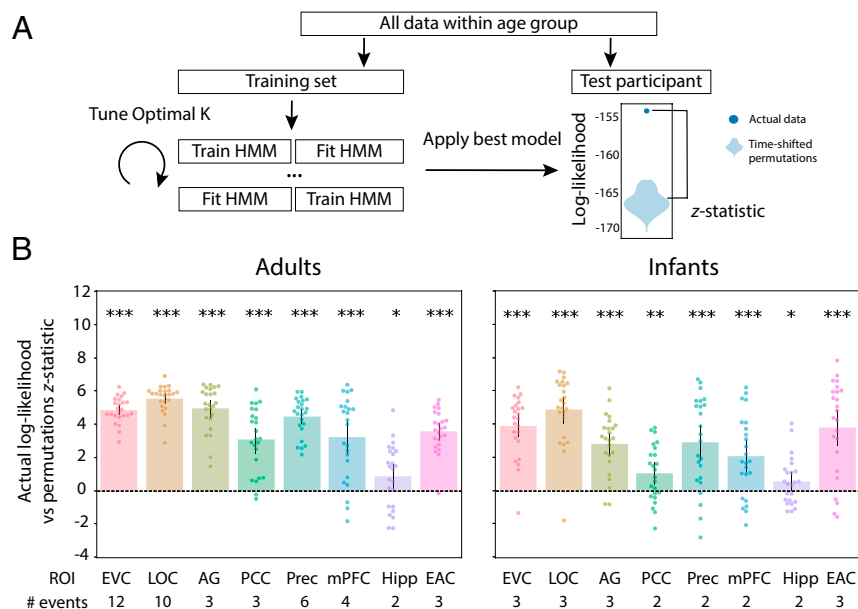 A
All data within age group
Training set
Test participant
Tune Optimal K
Train HMM
Fit HMM
...
Fit HMM
Train HMM
Apply best model
Log-likelihood
-155
-160
-165
-170
Actual data
Time-shifted
permutations
z-statistic
B
Adults
Infants
Actual log-likelihood
vs permutations z-statistic
12
10
8
6
4
2
0
-2
-4
*** *** *** *** *** *** * ***
*** *** *** ** *** *** * ***
ROI EVC LOC AG PCC Prec mPFC Hipp EAC
EVC LOC AG PCC Prec mPFC Hipp EAC
# events 12 10 3 3 6 4 2 3
3 3 3 2 2 2 2 3